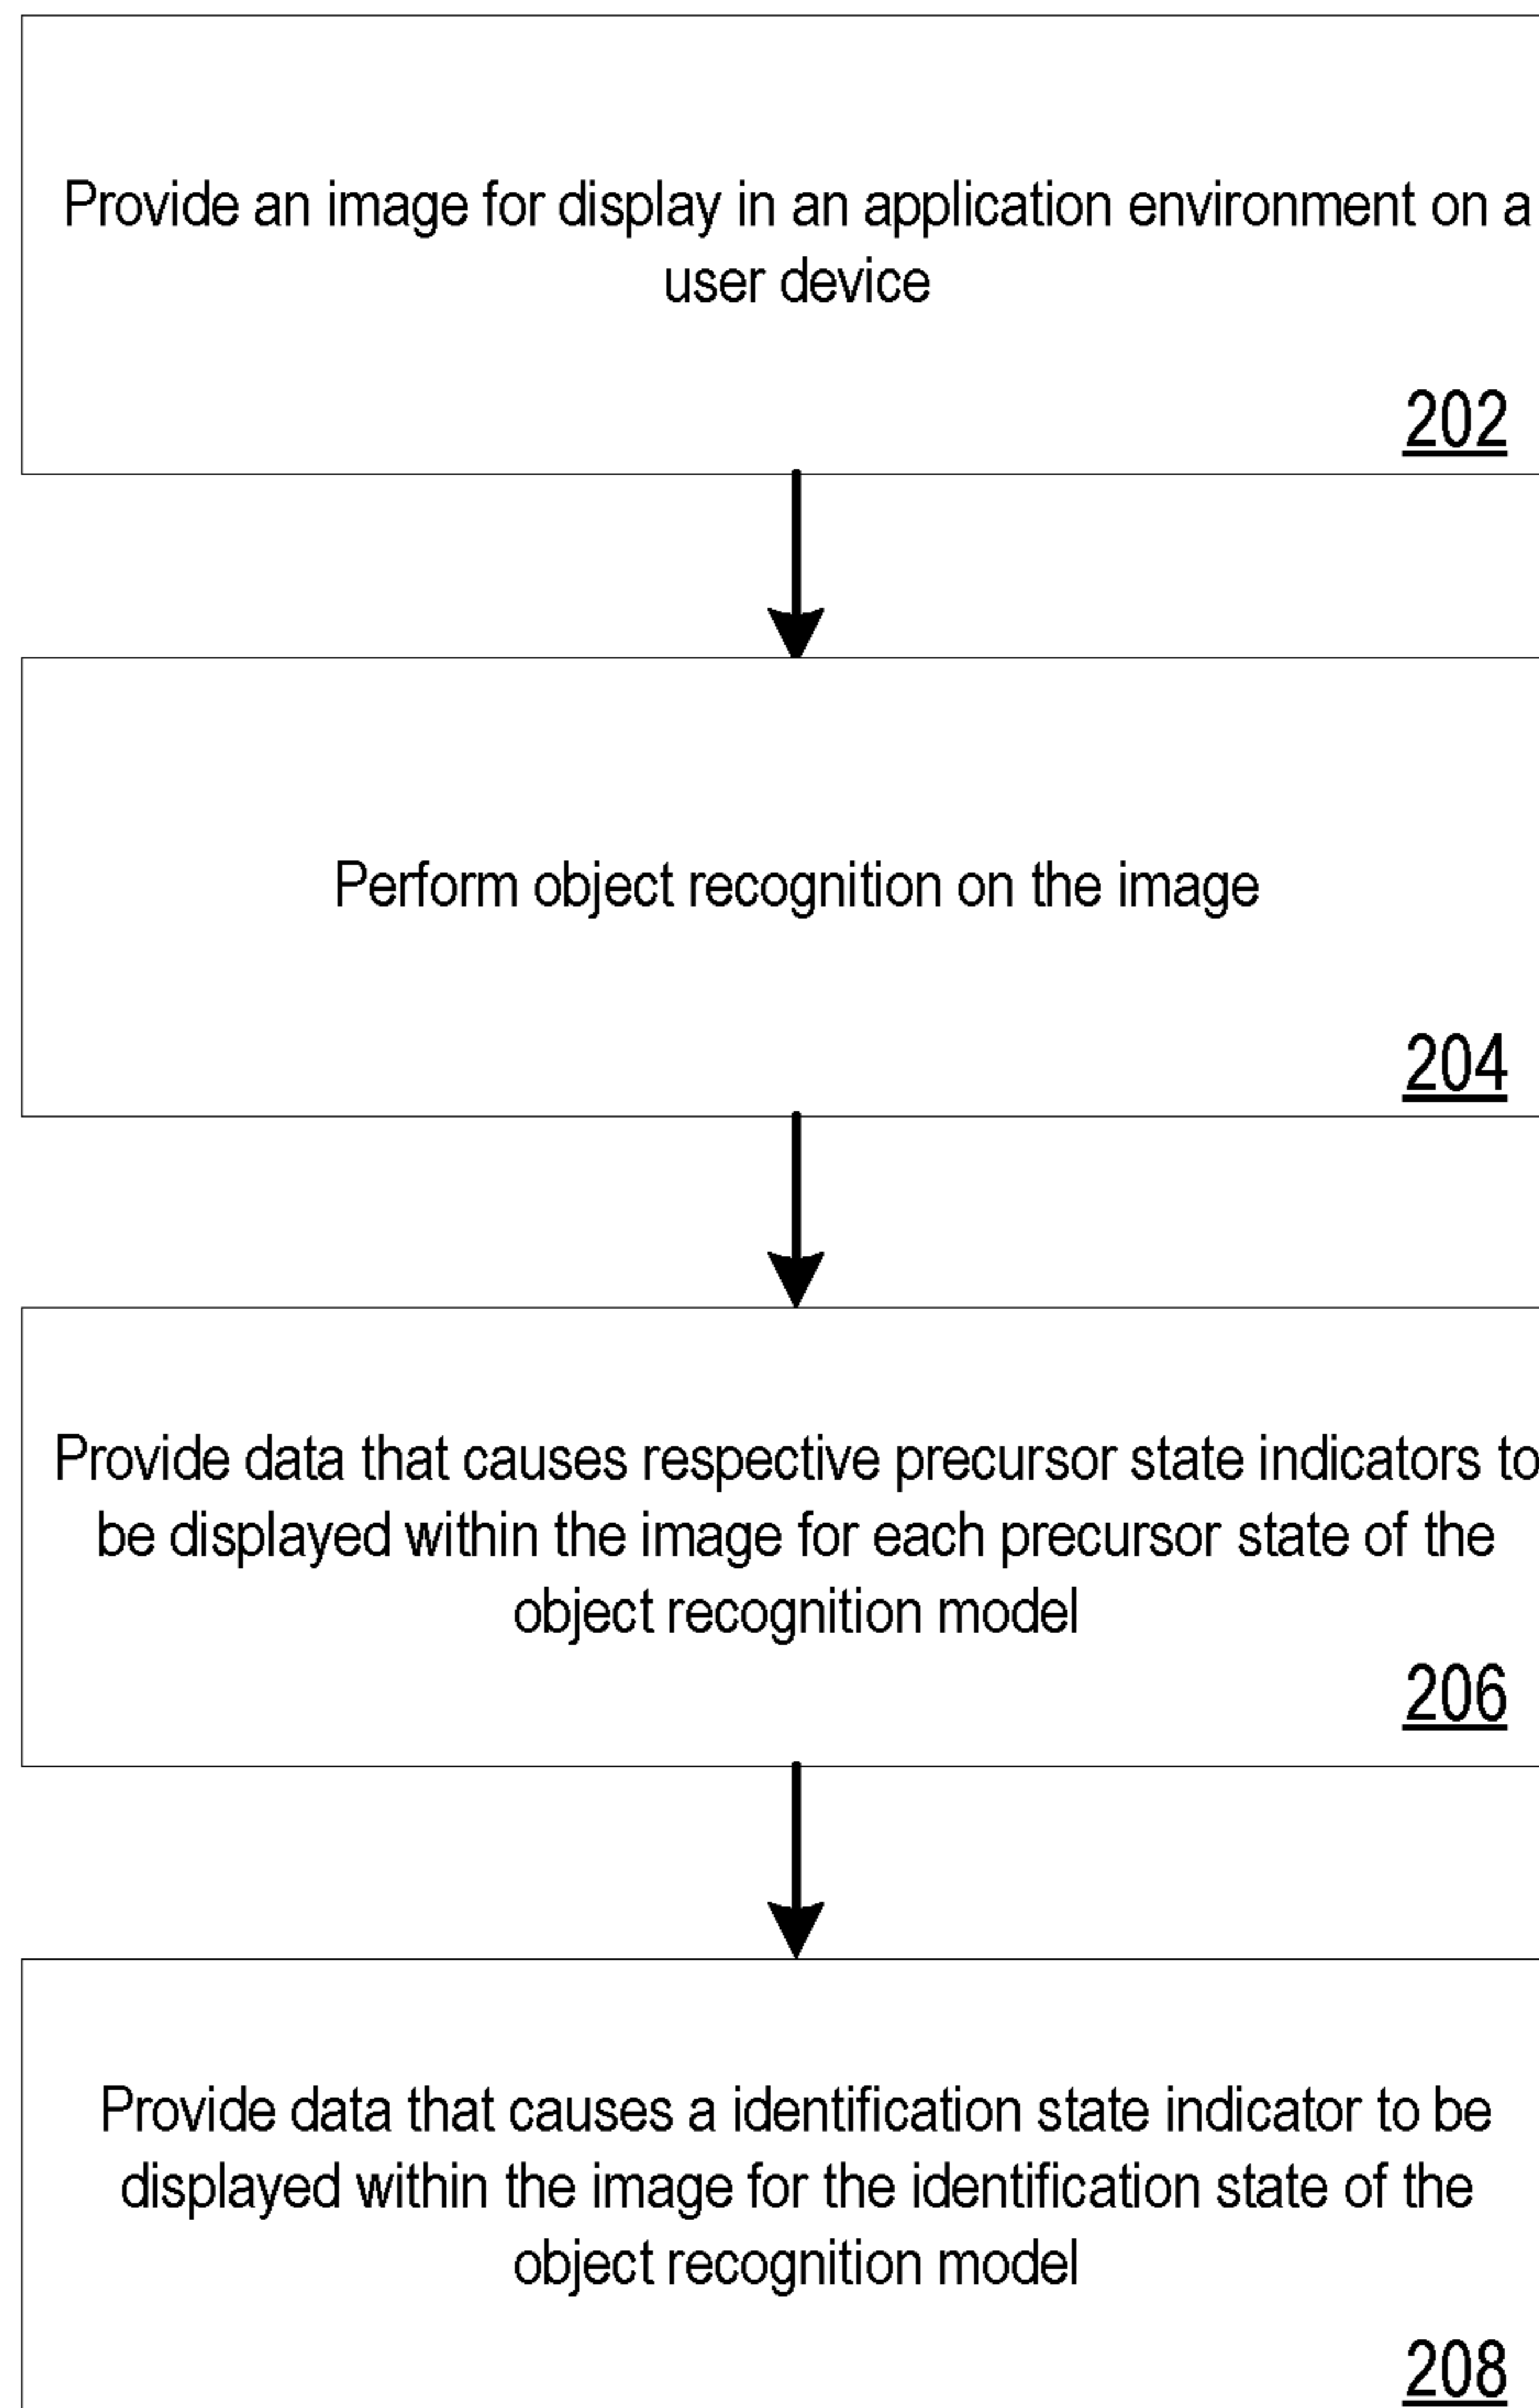 Provide an image for display in an application environment on a
user device
202
Perform object recognition on the image
204
Provide data that causes respective precursor state indicators to
be displayed within the image for each precursor state of the
object recognition model
206
Provide data that causes a identification state indicator to be
displayed within the image for the identification state of the
object recognition model
208